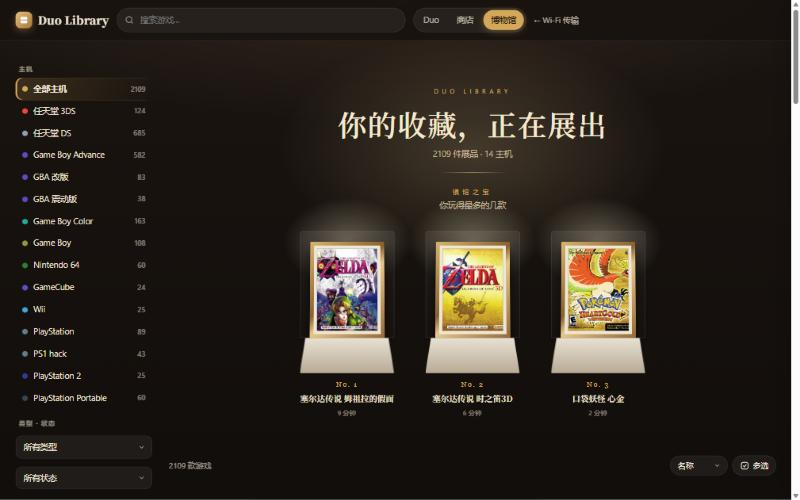 Duo Library
搜索游戏...
Duo 商店 博物馆 ←Wi-Fi 传输
主机
全部主机 2109
任天堂 3DS 124
任天堂 DS 685
Game Boy Advance 582
GBA 改版 83
GBA 震动版 38
Game Boy Color 163
Game Boy 108
Nintendo 64 60
GameCube 24
Wii 25
PlayStation 89
PS1 hack 43
PlayStation 2 25
PlayStation Portable 60
类型 · 状态
所有类型
所有状态
DUO LIBRARY
你的收藏，正在展出
2109 件展品 · 14 主机
镇馆之宝
你玩得最多的几款
ZELDA
ZELDA
3D
Pokémon
HEARTGOLD
No. 1
塞尔达传说 姆祖拉的假面
9 分钟
No. 2
塞尔达传说 时之笛3D
6 分钟
No. 3
口袋妖怪 心金
2 分钟
2109 款游戏
名称
多选